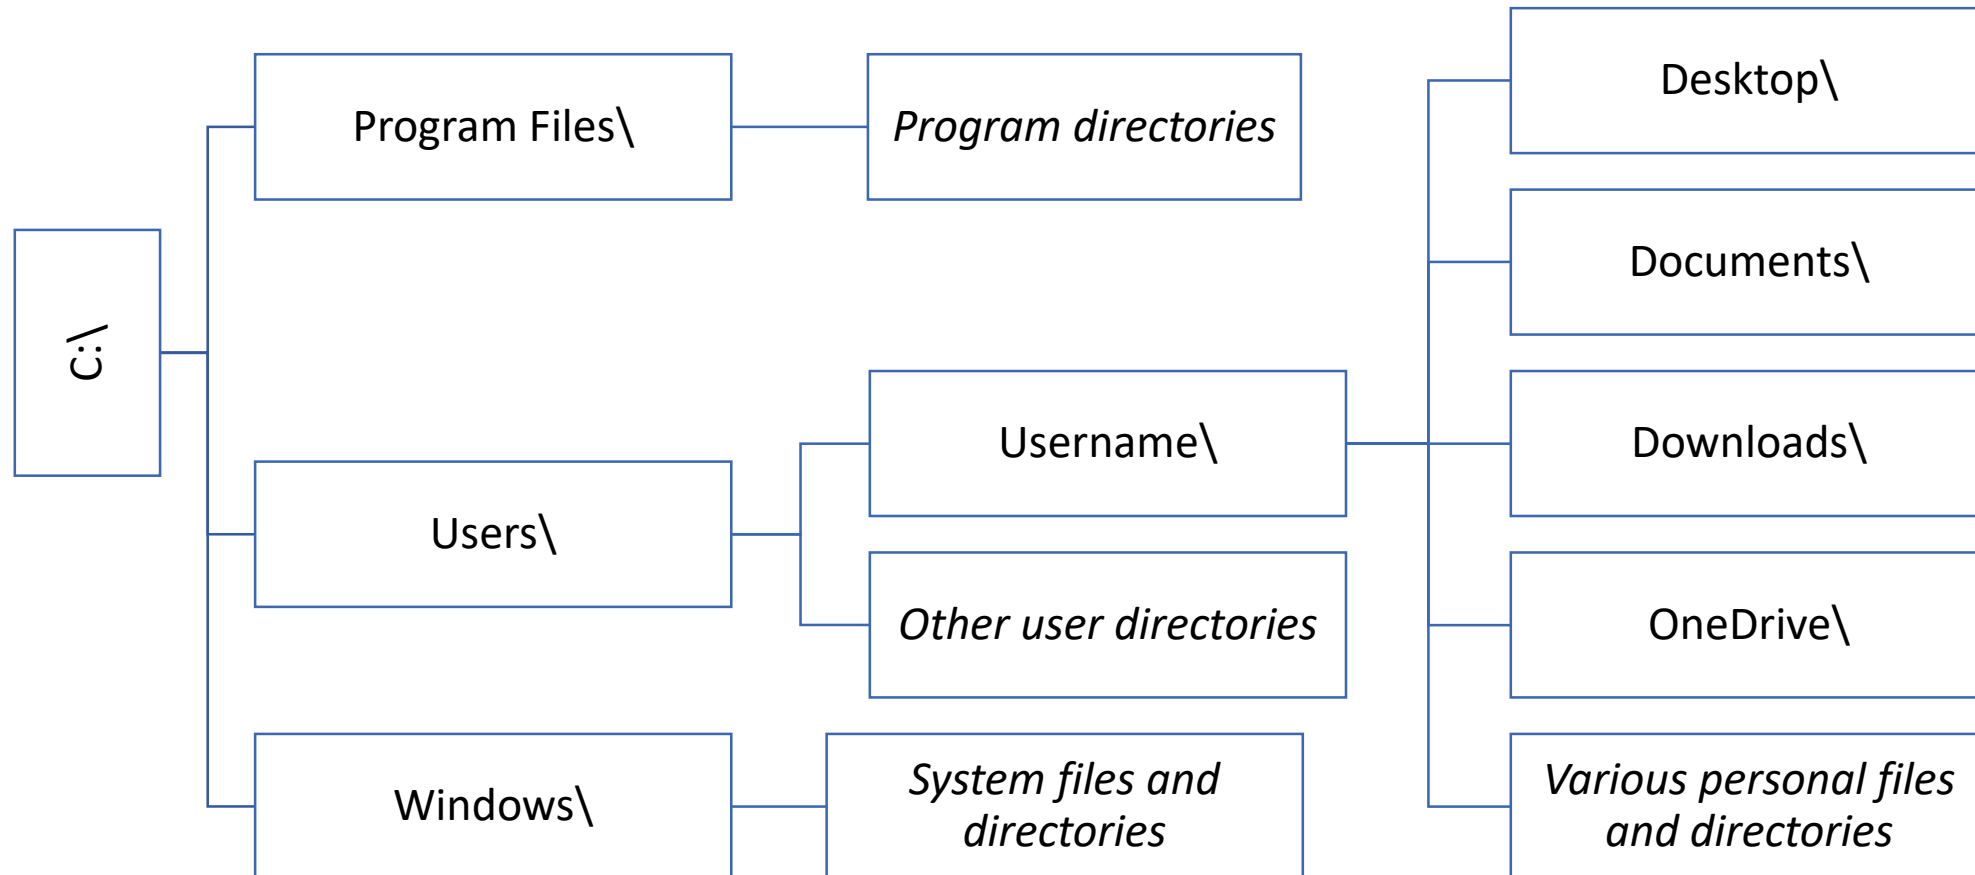 C:\
Program Files\
Program directories
Users\
Username\
Desktop\
Documents\
Downloads\
OneDrive\
Various personal files
and directories
Other user directories
Windows\
System files and
directories